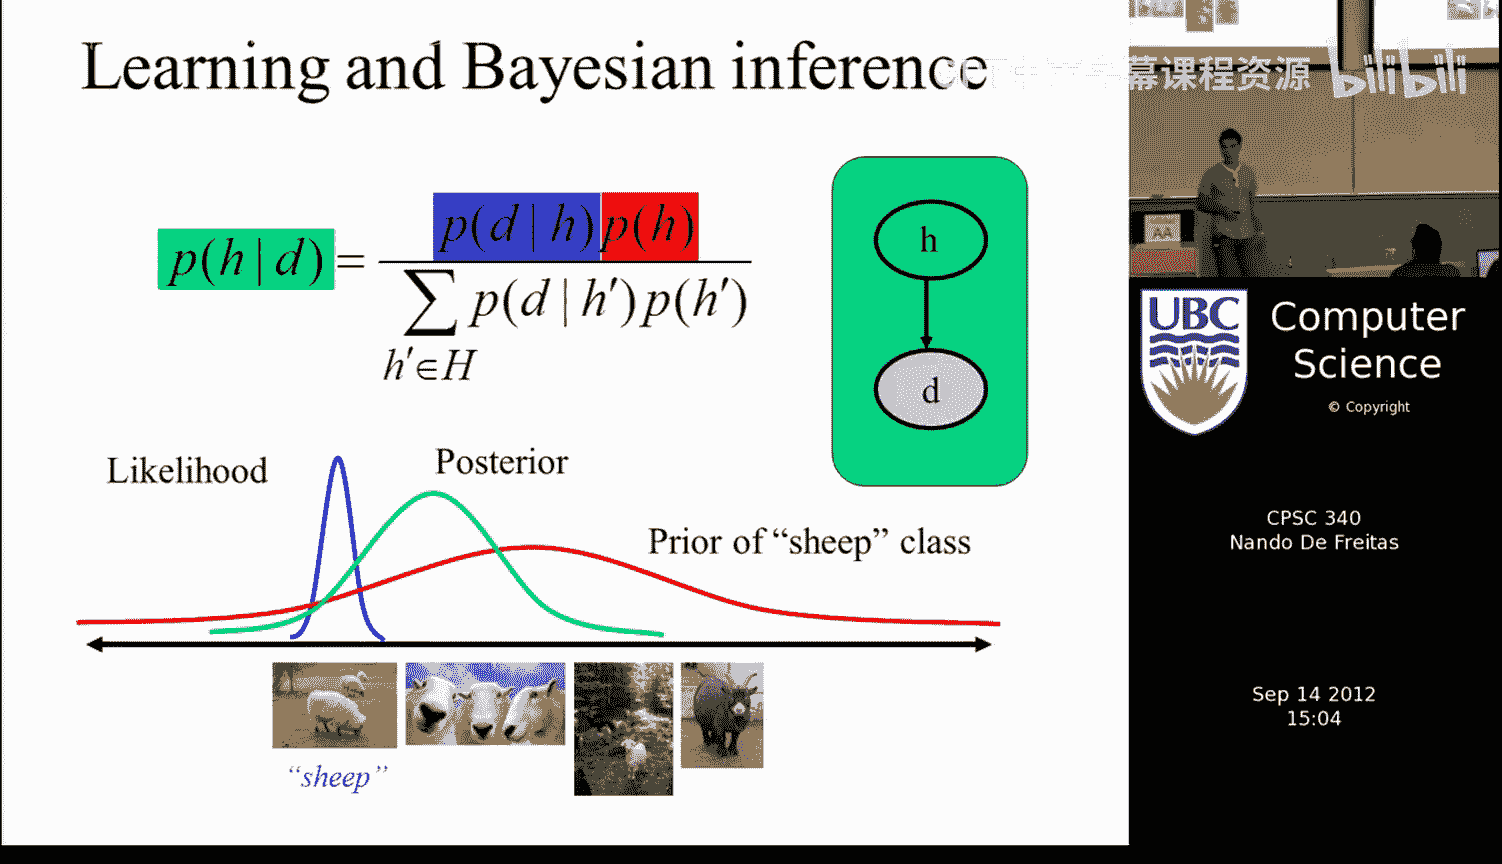 Learning and Bayesian inference
幕课程资源 bilibili
p(h | d) = p(d | h)p(h)
∑ p(d | h′)p(h′)
h′∈H
h
d
Likelihood
Posterior
Prior of “sheep” class
“sheep”
AA
UBC
Computer
Science
© Copyright
CPSC 340
Nando De Freitas
Sep 14 2012
15:04